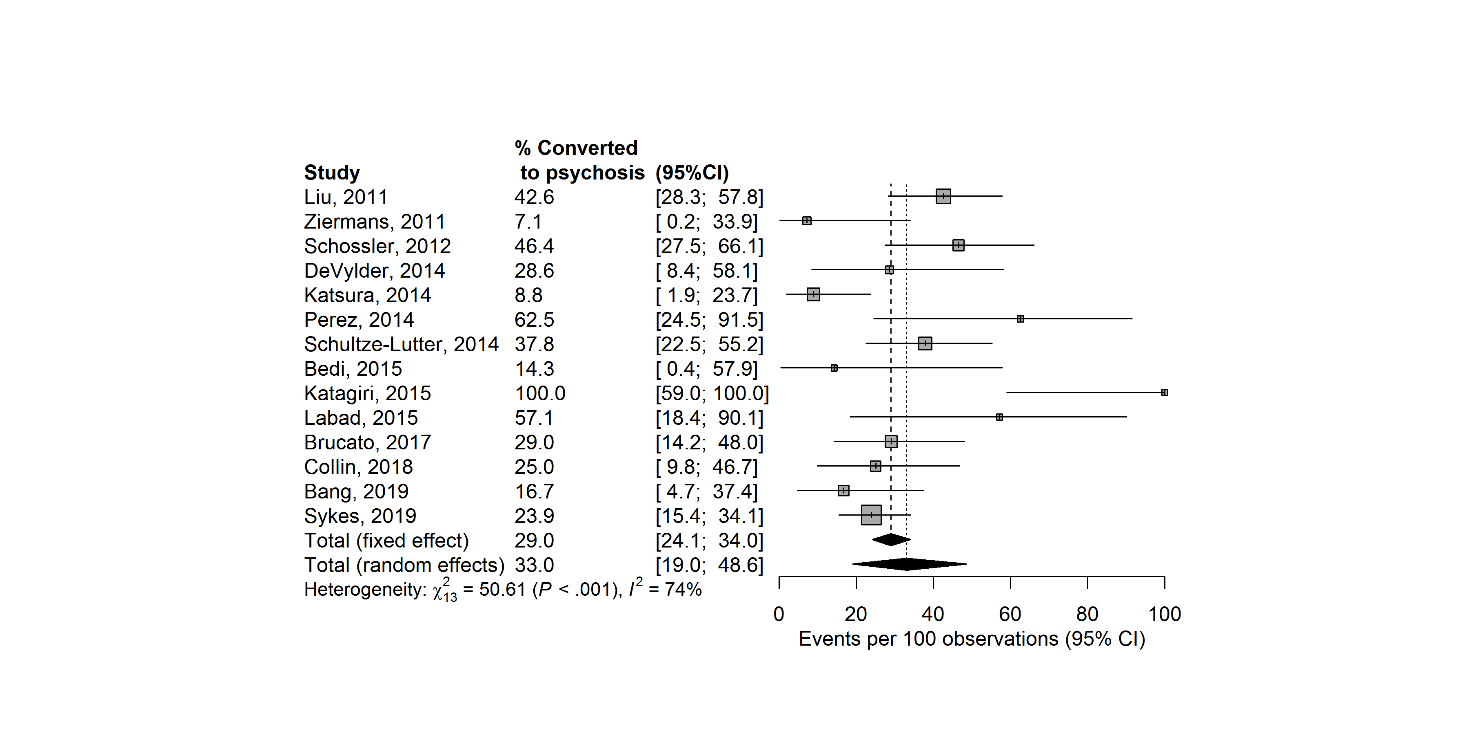 % Converted
Study to psychosis (95%CI)
Liu, 2011 42.6 [28.3; 57.8]
Ziermans, 2011 7.1 [ 0.2; 33.9]
Schossler, 2012 46.4 [27.5; 66.1]
DeVylder, 2014 28.6 [ 8.4; 58.1]
Katsura, 2014 8.8 [ 1.9; 23.7]
Perez, 2014 62.5 [24.5; 91.5]
Schultze-Lutter, 2014 37.8 [22.5; 55.2]
Bedi, 2015 14.3 [ 0.4; 57.9]
Katagiri, 2015 100.0 [59.0; 100.0]
Labad, 2015 57.1 [18.4; 90.1]
Brucato, 2017 29.0 [14.2; 48.0]
Collin, 2018 25.0 [ 9.8; 46.7]
Bang, 2019 16.7 [ 4.7; 37.4]
Sykes, 2019 23.9 [15.4; 34.1]
Total (fixed effect) 29.0 [24.1; 34.0]
Total (random effects) 33.0 [19.0; 48.6]
Heterogeneity: χ²₁₃ = 50.61 (P < .001), I² = 74%
0 20 40 60 80 100
Events per 100 observations (95% CI)